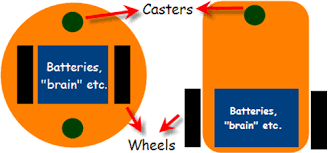 Casters
Batteries,
"brain" etc.
Batteries,
"brain" etc.
Wheels